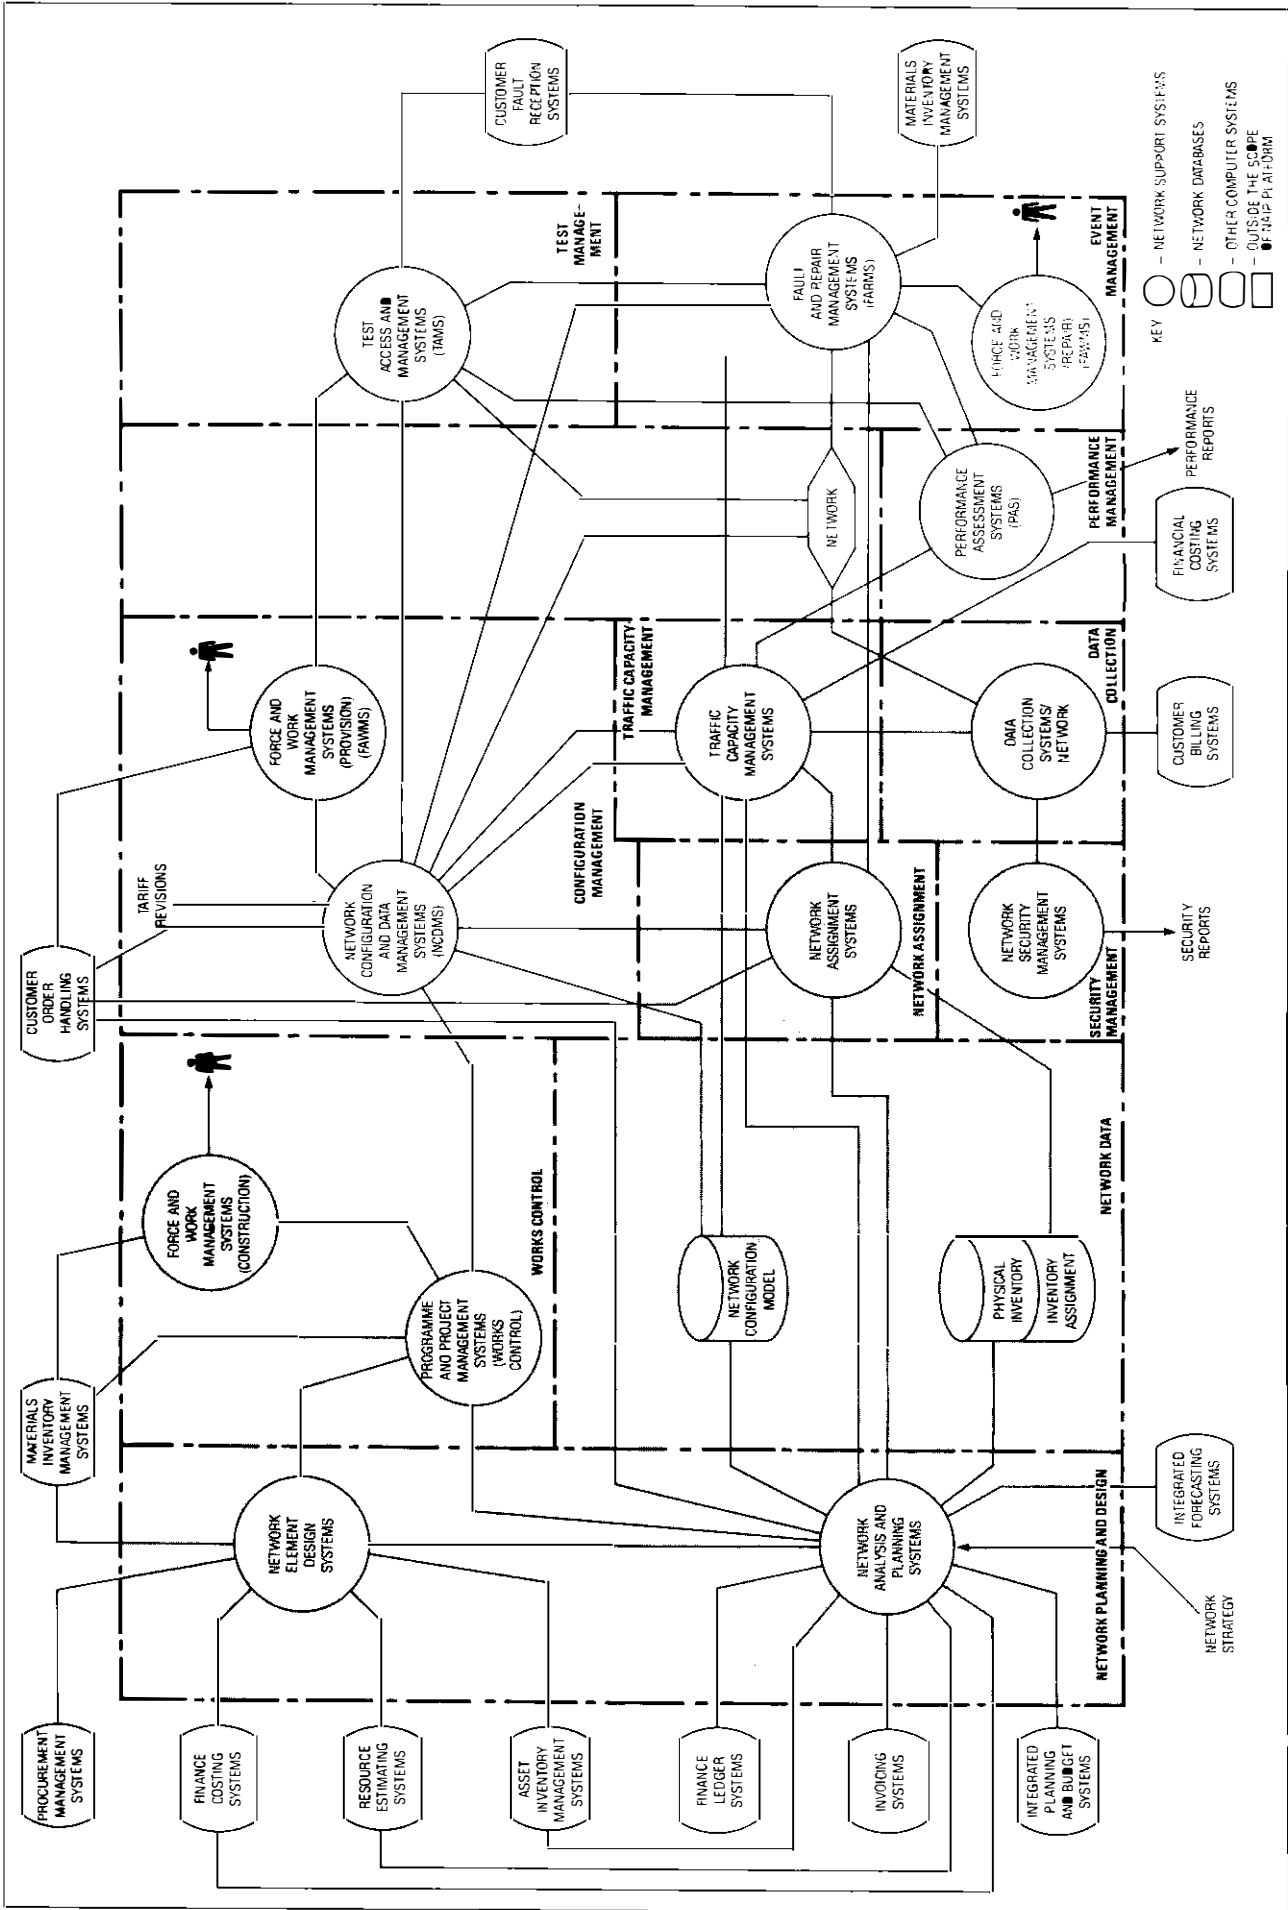 PROCUREMENT
MANAGEMENT
SYSTEMS
FINANCE
COSTING
SYSTEMS
RESOURCE
ESTIMATING
SYSTEMS
ASSET
INVENTORY
MANAGEMENT
SYSTEMS
FINANCE
LEDGER
SYSTEMS
INVOICING
SYSTEMS
INTEGRATED
PLANNING
AND BUDGET
SYSTEMS
MATERIALS
INVENTORY
MANAGEMENT
SYSTEMS
NETWORK
ELEMENT
DESIGN
SYSTEMS
NETWORK
ANALYSIS AND
PLANNING
SYSTEMS
NETWORK PLANNING AND DESIGN
NETWORK
STRATEGY
INTEGRATED
FORECASTING
SYSTEMS
FORCE AND
WORK
MANAGEMENT
SYSTEMS
(CONSTRUCTION)
PROGRAMME
AND PROJECT
MANAGEMENT
SYSTEMS
(WORKS
CONTROL)
WORKS CONTROL
NETWORK
CONFIGURATION
MODEL
PHYSICAL
INVENTORY
INVENTORY
ASSIGNMENT
NETWORK DATA
CUSTOMER
ORDER
HANDLING
SYSTEMS
TARIFF
REVISIONS
NETWORK
CONFIGURATION
AND DATA
MANAGEMENT
SYSTEMS
(NCDMS)
FORCE AND
WORK
MANAGEMENT
SYSTEMS
(PROVISION)
(FAWMS)
CONFIGURATION
MANAGEMENT
TRAFFIC CAPACITY
MANAGEMENT
TRAFFIC
CAPACITY
MANAGEMENT
SYSTEMS
NETWORK
ASSIGNMENT
SYSTEMS
NETWORK ASSIGNMENT
NETWORK
SECURITY
MANAGEMENT
SYSTEMS
SECURITY
MANAGEMENT
SECURITY
REPORTS
DATA
COLLECTION
SYSTEMS/
NETWORK
DATA
COLLECTION
CUSTOMER
BILLING
SYSTEMS
FINANCIAL
COSTING
SYSTEMS
NETWORK
PERFORMANCE
ASSESSMENT
SYSTEMS
(PAS)
PERFORMANCE
MANAGEMENT
PERFORMANCE
REPORTS
TEST
ACCESS AND
MANAGEMENT
SYSTEMS
(TAMS)
TEST
MANAGE-
MENT
CUSTOMER
FAULT
RECEPTION
SYSTEMS
FAULT
AND REPAIR
MANAGEMENT
SYSTEMS
(FARMS)
FORCE AND
WORK
MANAGEMENT
SYSTEMS
(REPAIR)
(FAWMS)
EVENT
MANAGEMENT
MATERIALS
INVENTORY
MANAGEMENT
SYSTEMS
KEY
– NETWORK SUPPORT SYSTEMS
– NETWORK DATABASES
– OTHER COMPUTER SYSTEMS
– OUTSIDE THE SCOPE
OF NAIP PLATFORM